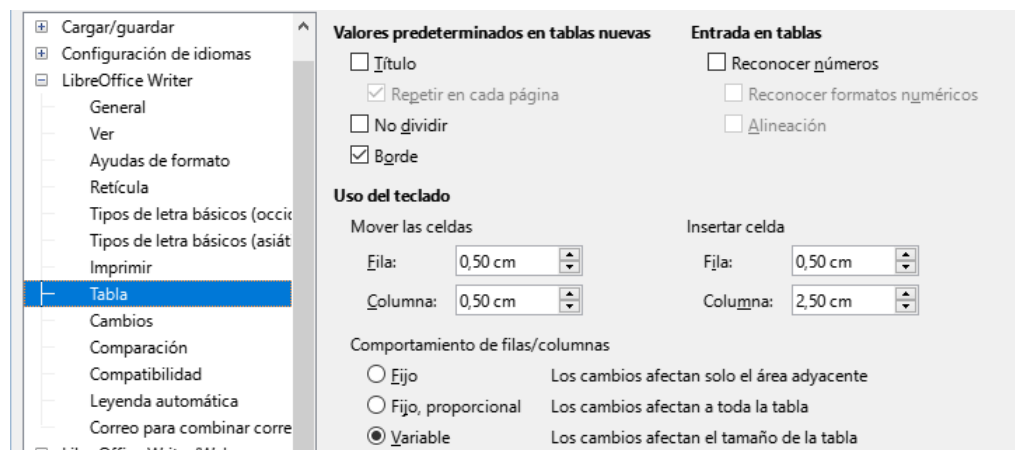 Cargar/guardar
Configuración de idiomas
LibreOffice Writer
General
Ver
Ayudas de formato
Retícula
Tipos de letra básicos (occid
Tipos de letra básicos (asiát
Imprimir
Tabla
Cambios
Comparación
Compatibilidad
Leyenda automática
Correo para combinar corre
Valores predeterminados en tablas nuevas
Título
Repetir en cada página
No dividir
Borde
Entrada en tablas
Reconocer números
Reconocer formatos numéricos
Alineación
Uso del teclado
Mover las celdas
Fila: 0,50 cm
Columna: 0,50 cm
Insertar celda
Fila: 0,50 cm
Columna: 2,50 cm
Comportamiento de filas/columnas
Fijo Los cambios afectan solo el área adyacente
Fijo, proporcional Los cambios afectan a toda la tabla
Variable Los cambios afectan el tamaño de la tabla